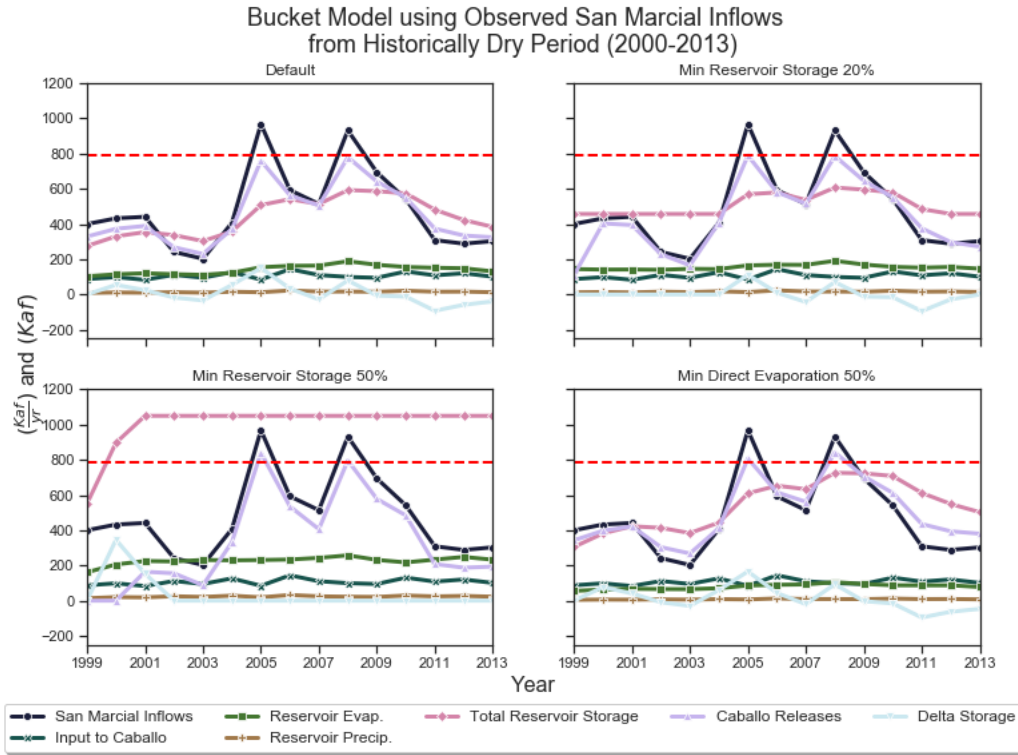 Bucket Model using Observed San Marcial Inflows
from Historically Dry Period (2000-2013)
Default
Min Reservoir Storage 20%
1200
1000
800
600
400
200
0
−200
Min Reservoir Storage 50%
Min Direct Evaporation 50%
1200
1000
800
600
400
200
0
−200
(Kaf/yr) and (Kaf)
1999 2001 2003 2005 2007 2009 2011 2013
1999 2001 2003 2005 2007 2009 2011 2013
Year
San Marcial Inflows
Reservoir Evap.
Total Reservoir Storage
Caballo Releases
Delta Storage
Input to Caballo
Reservoir Precip.